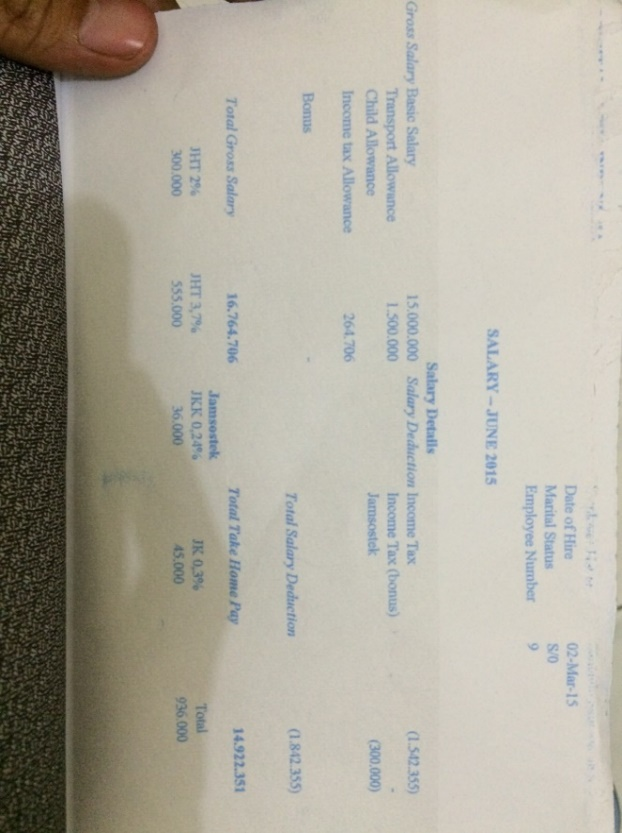 Date of Hire 02-Mar-15
Marital Status S/0
Employee Number 9
SALARY – JUNE 2015
Salary Details
Gross Salary Basic Salary 15.000.000 Salary Deduction Income Tax (1.542.355)
Transport Allowance 1.500.000 Income Tax (bonus) -
Child Allowance Jamsostek (300.000)
Income tax Allowance 264.706
Bonus - Total Salary Deduction (1.842.355)
Total Gross Salary 16.764.706 Total Take Home Pay 14.922.351
Jamsostek
JHT 2% JHT 3,7% JKK 0,24% JK 0,3% Total
300.000 555.000 36.000 45.000 936.000